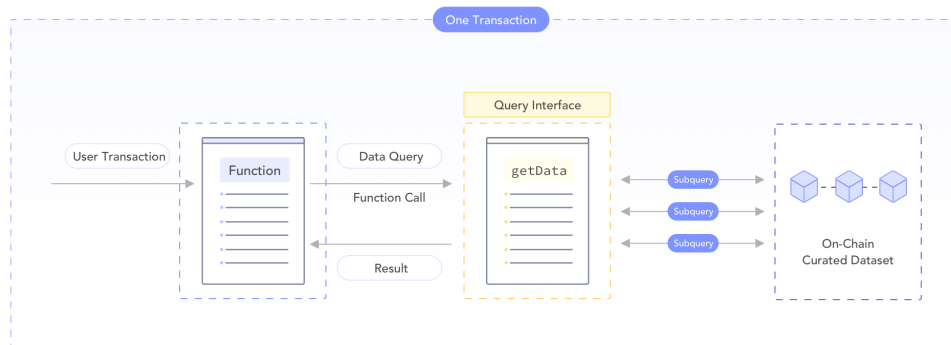 One Transaction
Query Interface
User Transaction
Function
Data Query
Function Call
Result
getData
Subquery
Subquery
Subquery
On-Chain
Curated Dataset